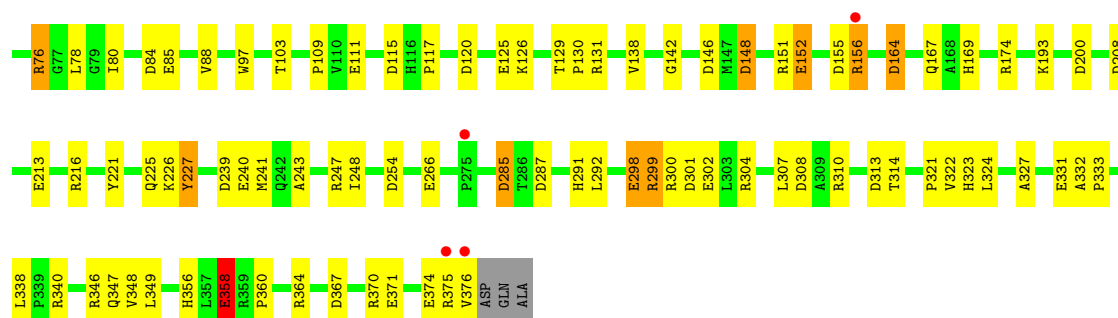 R76 G77 L78 G79 I80 D84 E85 V88 W97 T103 P109 V110 E111 D115 H116 P117 D120 E125 K126 T129 P130 R131 V138 G142 D146 M147 D148 R151 E152 D155 R156 D164 Q167 A168 H169 R174 K193 D200 D208
E213 R216 Y221 Q225 K226 Y227 D239 E240 M241 Q242 A243 R247 I248 D254 E266 P275 D285 T286 D287 H291 L292 E298 R299 R300 D301 E302 L303 R304 L307 D308 A309 R310 D313 T314 P321 V322 H323 L324 A327 E331 A332 P333
L338 P339 R340 R346 Q347 V348 L349 H356 L357 E358 R359 P360 R364 D367 R370 E371 E374 R375 V376 ASP GLN ALA